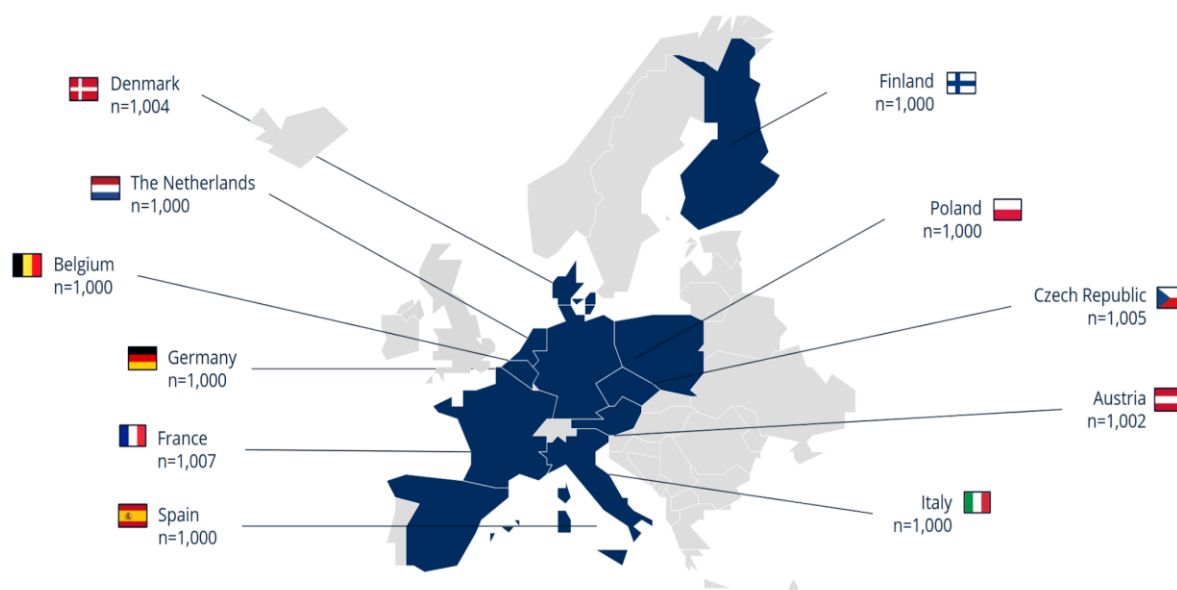 Denmark
n=1,004
The Netherlands
n=1,000
Belgium
n=1,000
Germany
n=1,000
France
n=1,007
Spain
n=1,000
Finland
n=1,000
Poland
n=1,000
Czech Republic
n=1,005
Austria
n=1,002
Italy
n=1,000